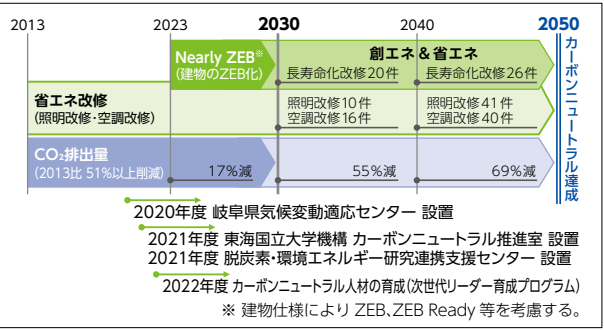 2013 2023 2030 2040 2050
Nearly ZEB※
(建物のZEB化)
創エネ&省エネ
長寿命化改修20件 長寿命化改修26件
省エネ改修
(照明改修・空調改修)
照明改修10件 照明改修41件
空調改修16件 空調改修40件
CO₂排出量
(2013比 51%以上削減)
17%減 55%減 69%減
カーボンニュートラル達成
2020年度 岐阜県気候変動適応センター 設置
2021年度 東海国立大学機構 カーボンニュートラル推進室 設置
2021年度 脱炭素・環境エネルギー研究連携支援センター 設置
2022年度 カーボンニュートラル人材の育成(次世代リーダー育成プログラム)
※ 建物仕様により ZEB、ZEB Ready 等を考慮する。